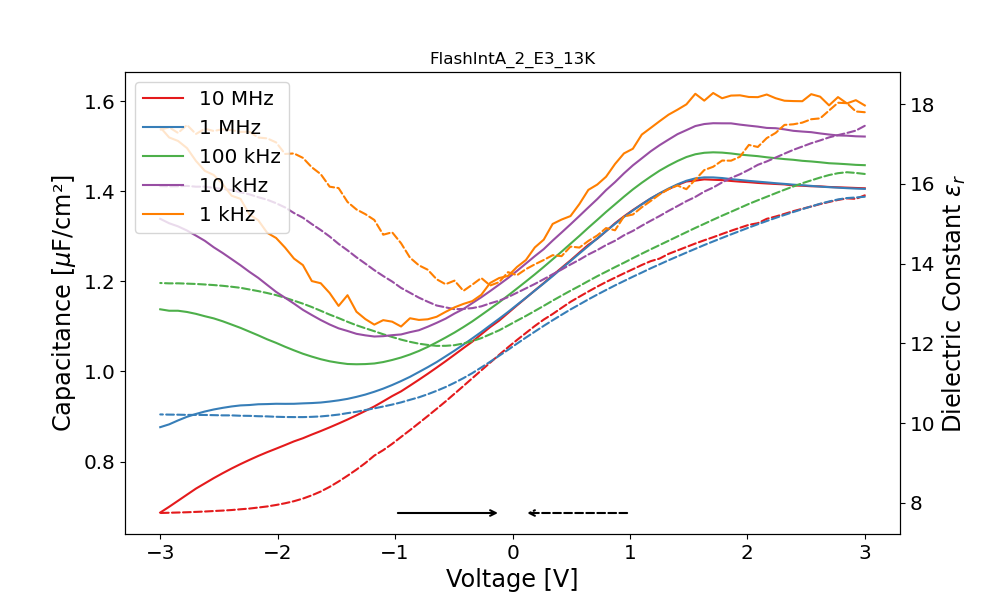 FlashIntA_2_E3_13K
10 MHz
1 MHz
100 kHz
10 kHz
1 kHz
Capacitance [μF/cm²]
1.6
1.4
1.2
1.0
0.8
18
16
14
12
10
8
Dielectric Constant εr
−3
−2
−1
0
1
2
3
Voltage [V]